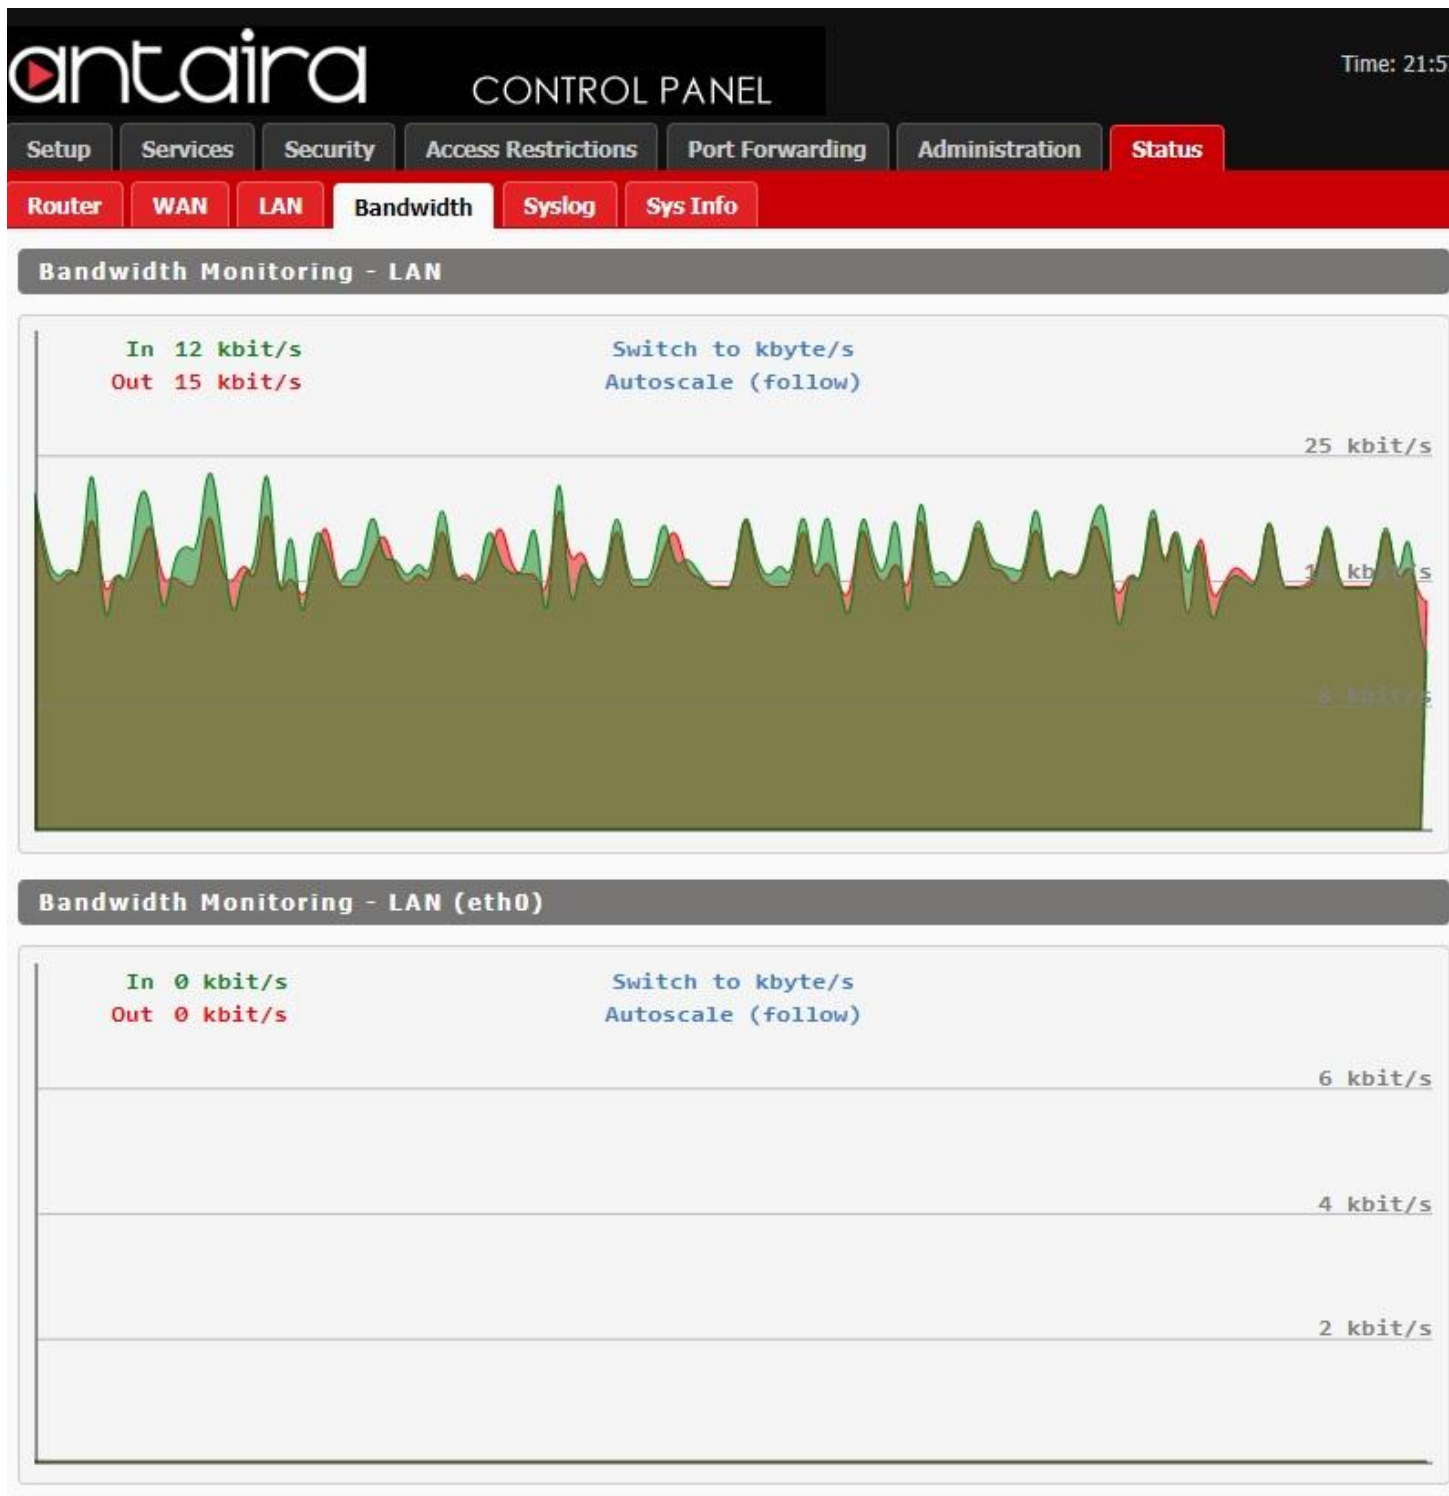 antaira CONTROL PANEL
Time: 21:5
Setup Services Security Access Restrictions Port Forwarding Administration Status
Router WAN LAN Bandwidth Syslog Sys Info
Bandwidth Monitoring - LAN
In 12 kbit/s Switch to kbyte/s
Out 15 kbit/s Autoscale (follow)
25 kbit/s
8 kbit/s
Bandwidth Monitoring - LAN (eth0)
In 0 kbit/s Switch to kbyte/s
Out 0 kbit/s Autoscale (follow)
6 kbit/s
4 kbit/s
2 kbit/s